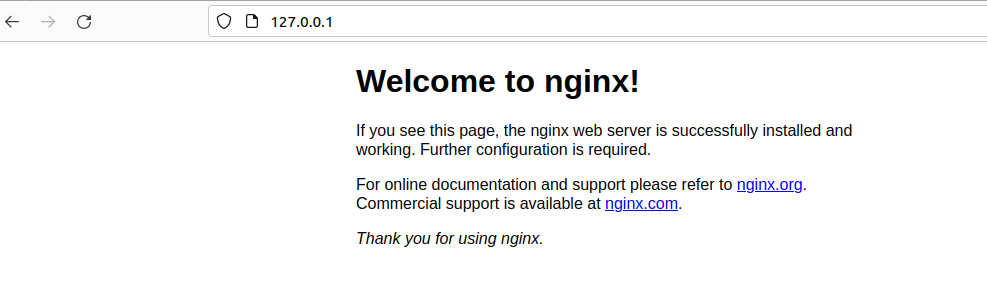 127.0.0.1
Welcome to nginx!
If you see this page, the nginx web server is successfully installed and
working. Further configuration is required.
For online documentation and support please refer to nginx.org.
Commercial support is available at nginx.com.
Thank you for using nginx.